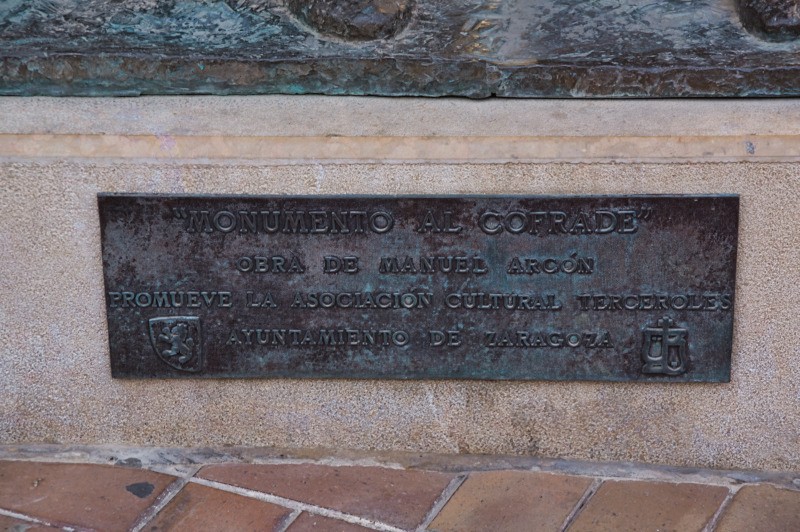 "MONUMENTO AL COFRADE"
OBRA DE MANUEL ARCÓN
PROMUEVE LA ASOCIACIÓN CULTURAL TERCEROLES
AYUNTAMIENTO DE ZARAGOZA